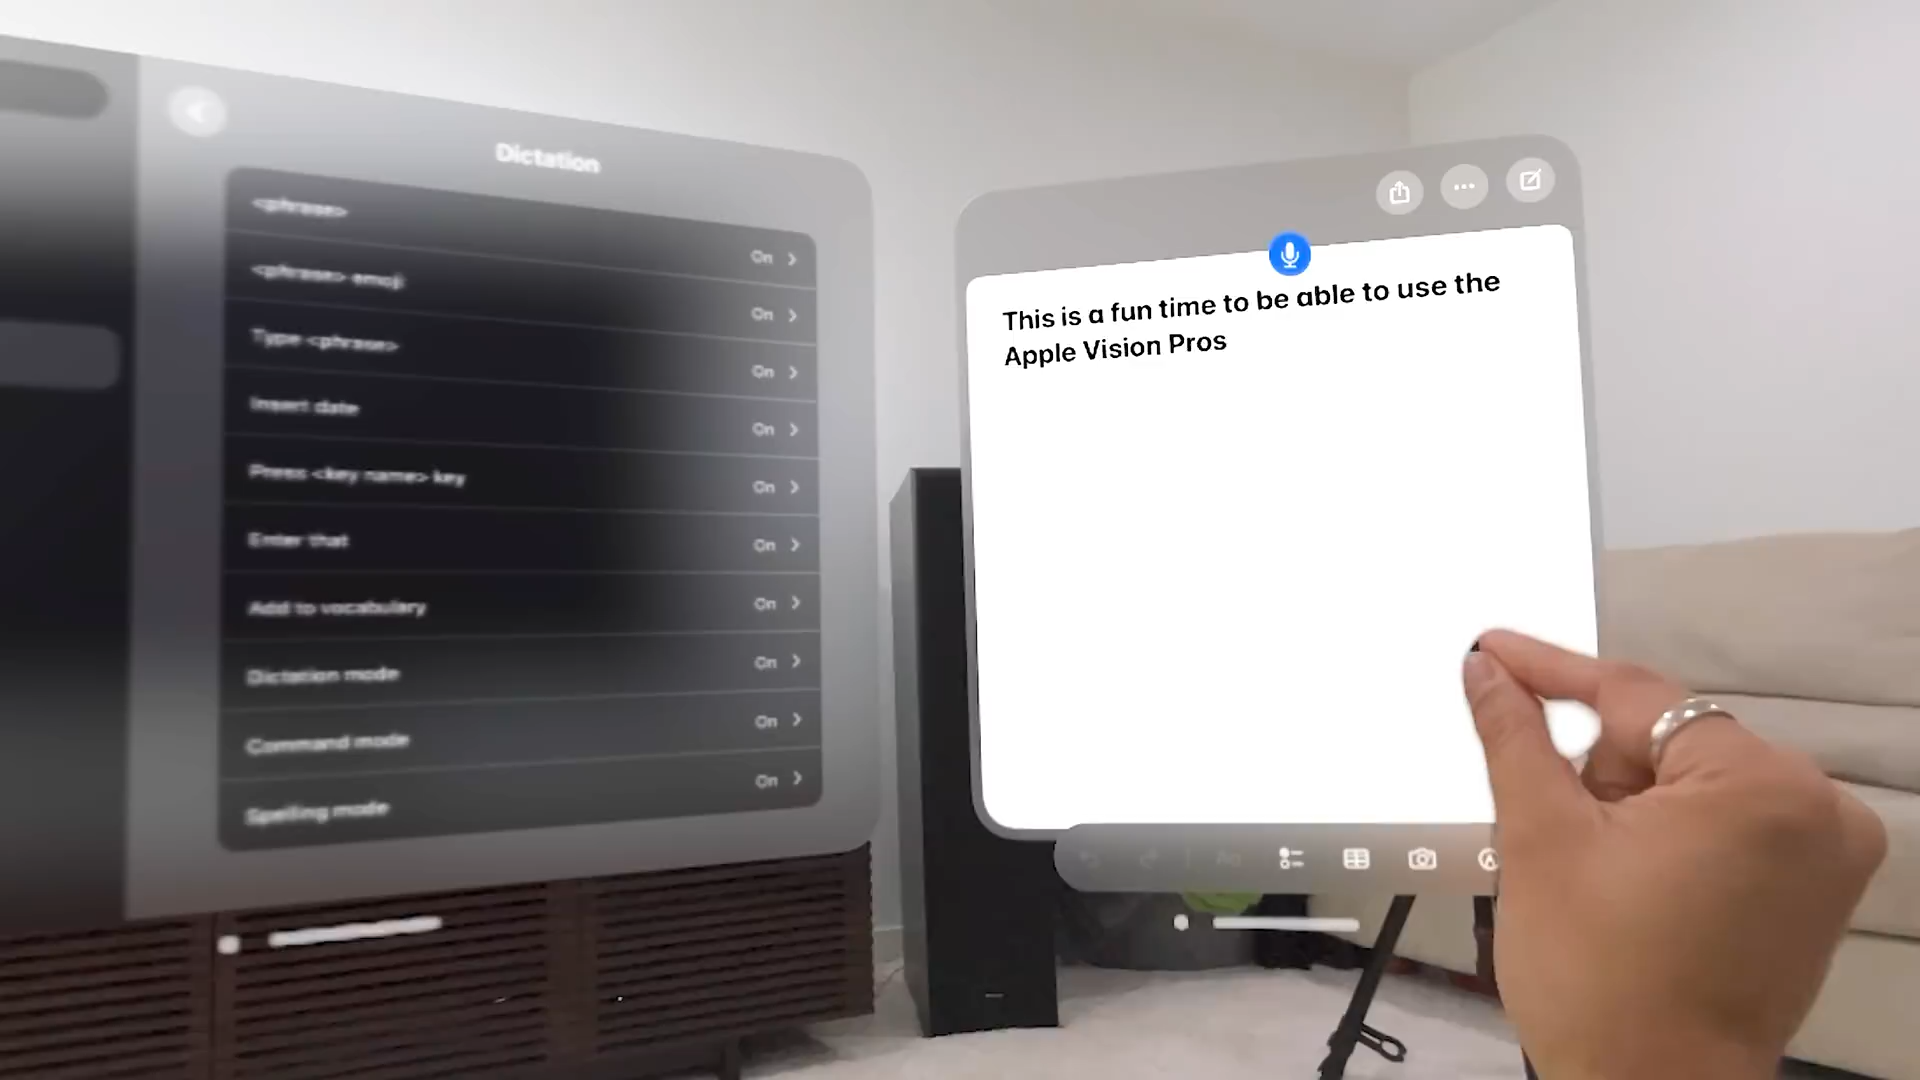 Dictation
<phrase>
On
<phrase> emoji
On
Type <phrase>
On
Insert date
On
Press <key name> key
On
Enter that
On
Add to vocabulary
On
Dictation mode
On
Command mode
On
Spelling mode
This is a fun time to be able to use the
Apple Vision Pros
Aa